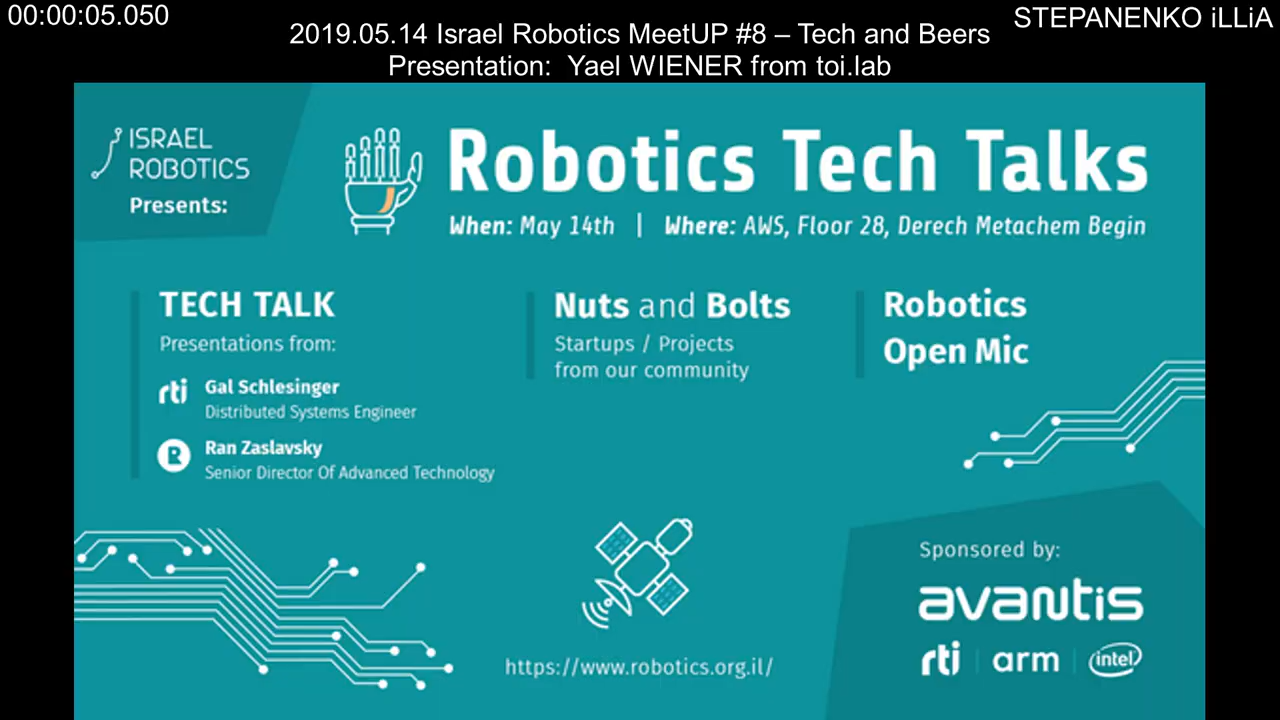 00:00:05.050
STEPANENKO iLLiA
2019.05.14 Israel Robotics MeetUP #8 – Tech and Beers
Presentation:  Yael WIENER from toi.lab
ISRAEL
ROBOTICS
Presents:
Robotics Tech Talks
When: May 14th | Where: AWS, Floor 28, Derech Metachem Begin
TECH TALK
Presentations from:
rti
Gal Schlesinger
Distributed Systems Engineer
R
Ran Zaslavsky
Senior Director Of Advanced Technology
Nuts and Bolts
Startups / Projects
from our community
Robotics
Open Mic
https://www.robotics.org.il/
Sponsored by:
avantis
rti | arm | intel